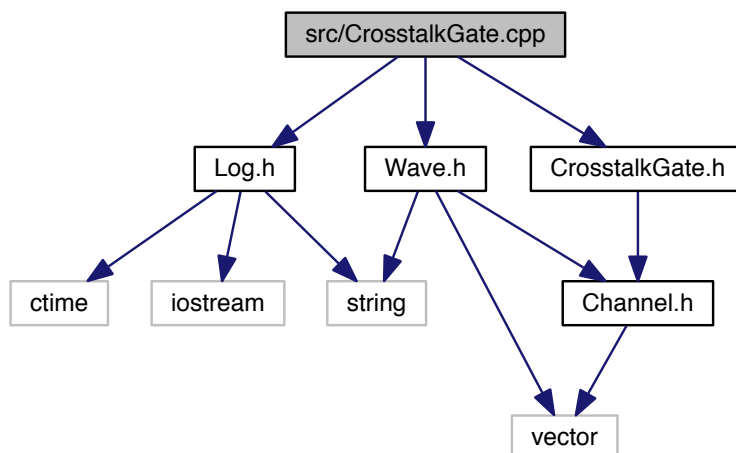 src/CrosstalkGate.cpp
Log.h
Wave.h
CrosstalkGate.h
ctime
iostream
string
Channel.h
vector